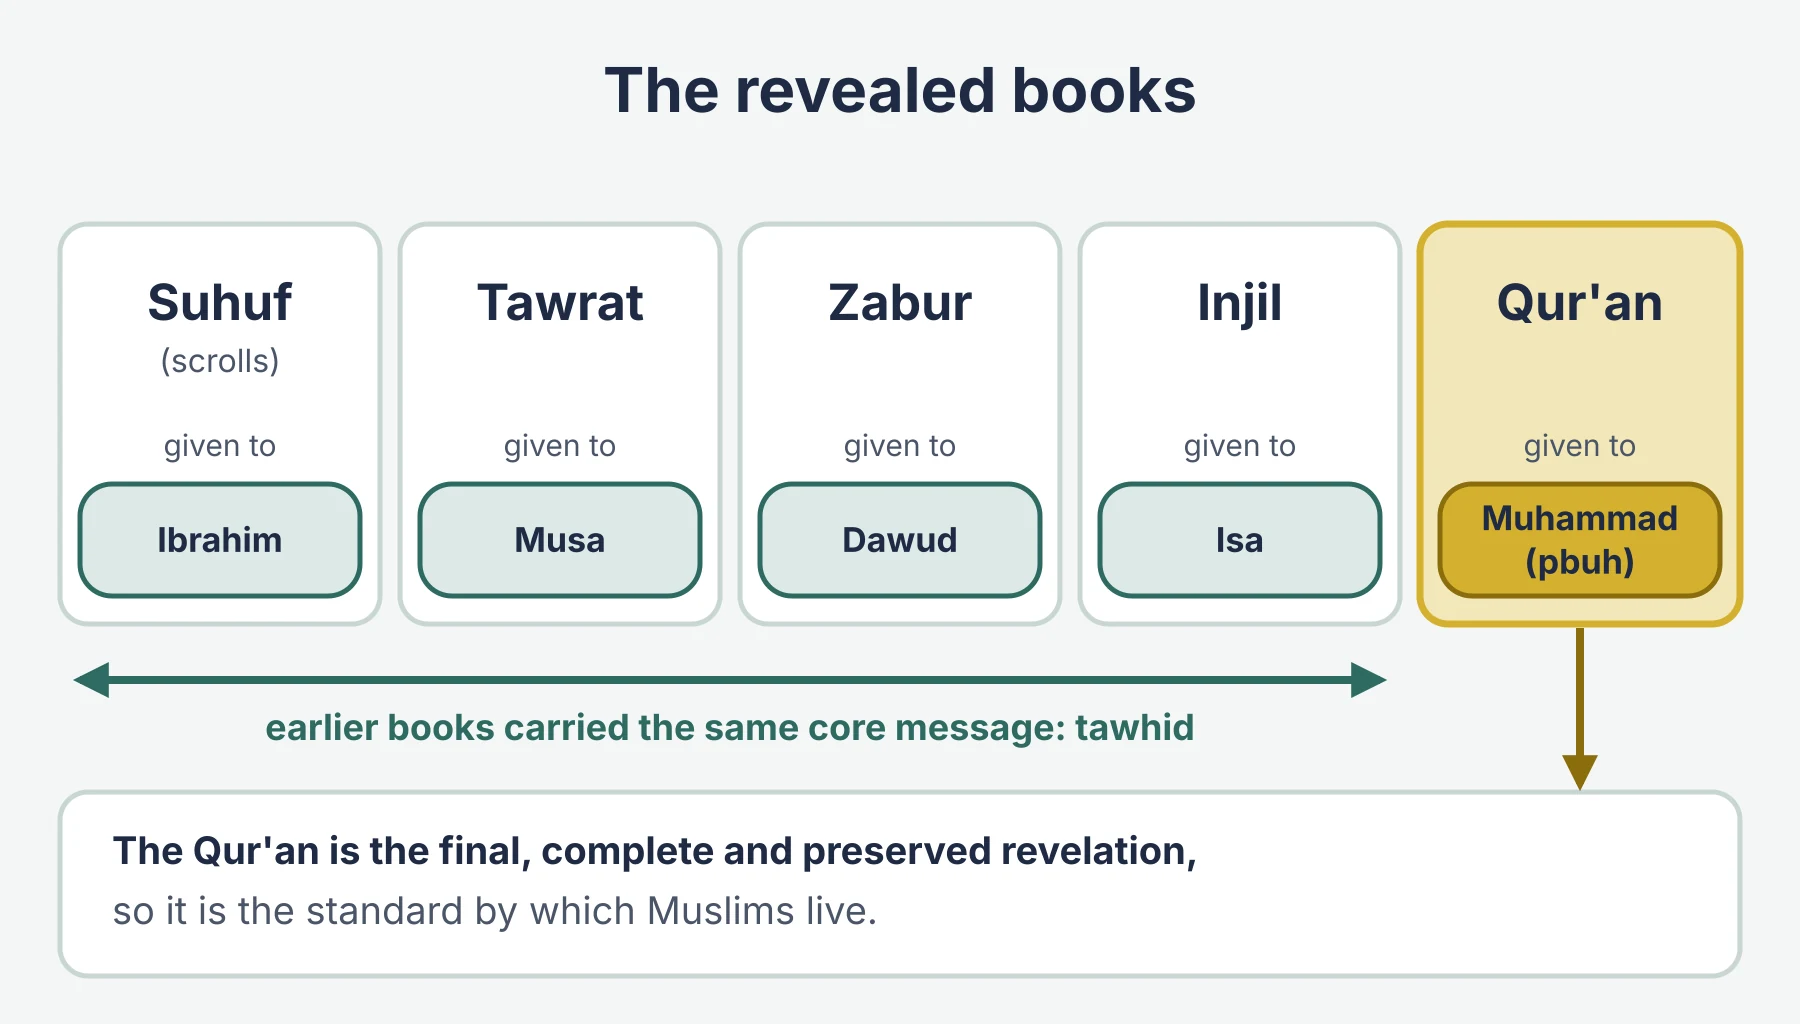 The revealed books
Suhuf
(scrolls)
given to
Ibrahim
Tawrat
given to
Musa
Zabur
given to
Dawud
Injil
given to
Isa
Qur'an
given to
Muhammad
(pbuh)
earlier books carried the same core message: tawhid
The Qur'an is the final, complete and preserved revelation,
so it is the standard by which Muslims live.